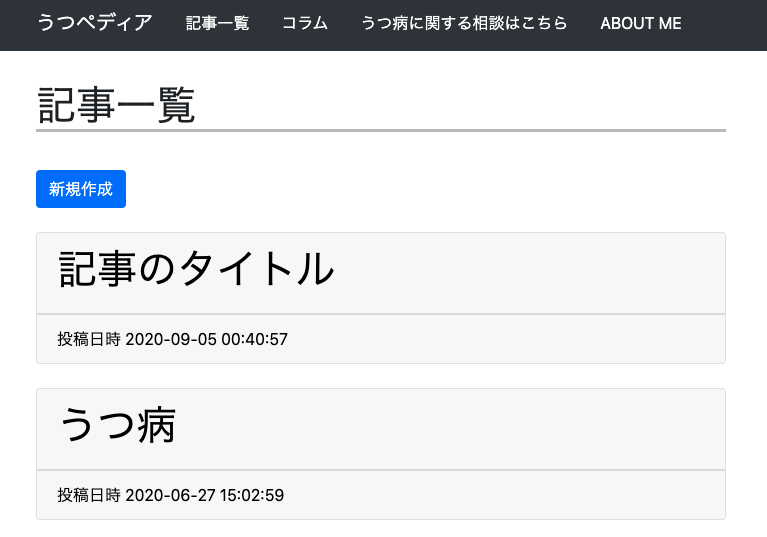 うつペディア 記事一覧 コラム うつ病に関する相談はこちら ABOUT ME
記事一覧
新規作成
記事のタイトル
投稿日時 2020-09-05 00:40:57
うつ病
投稿日時 2020-06-27 15:02:59